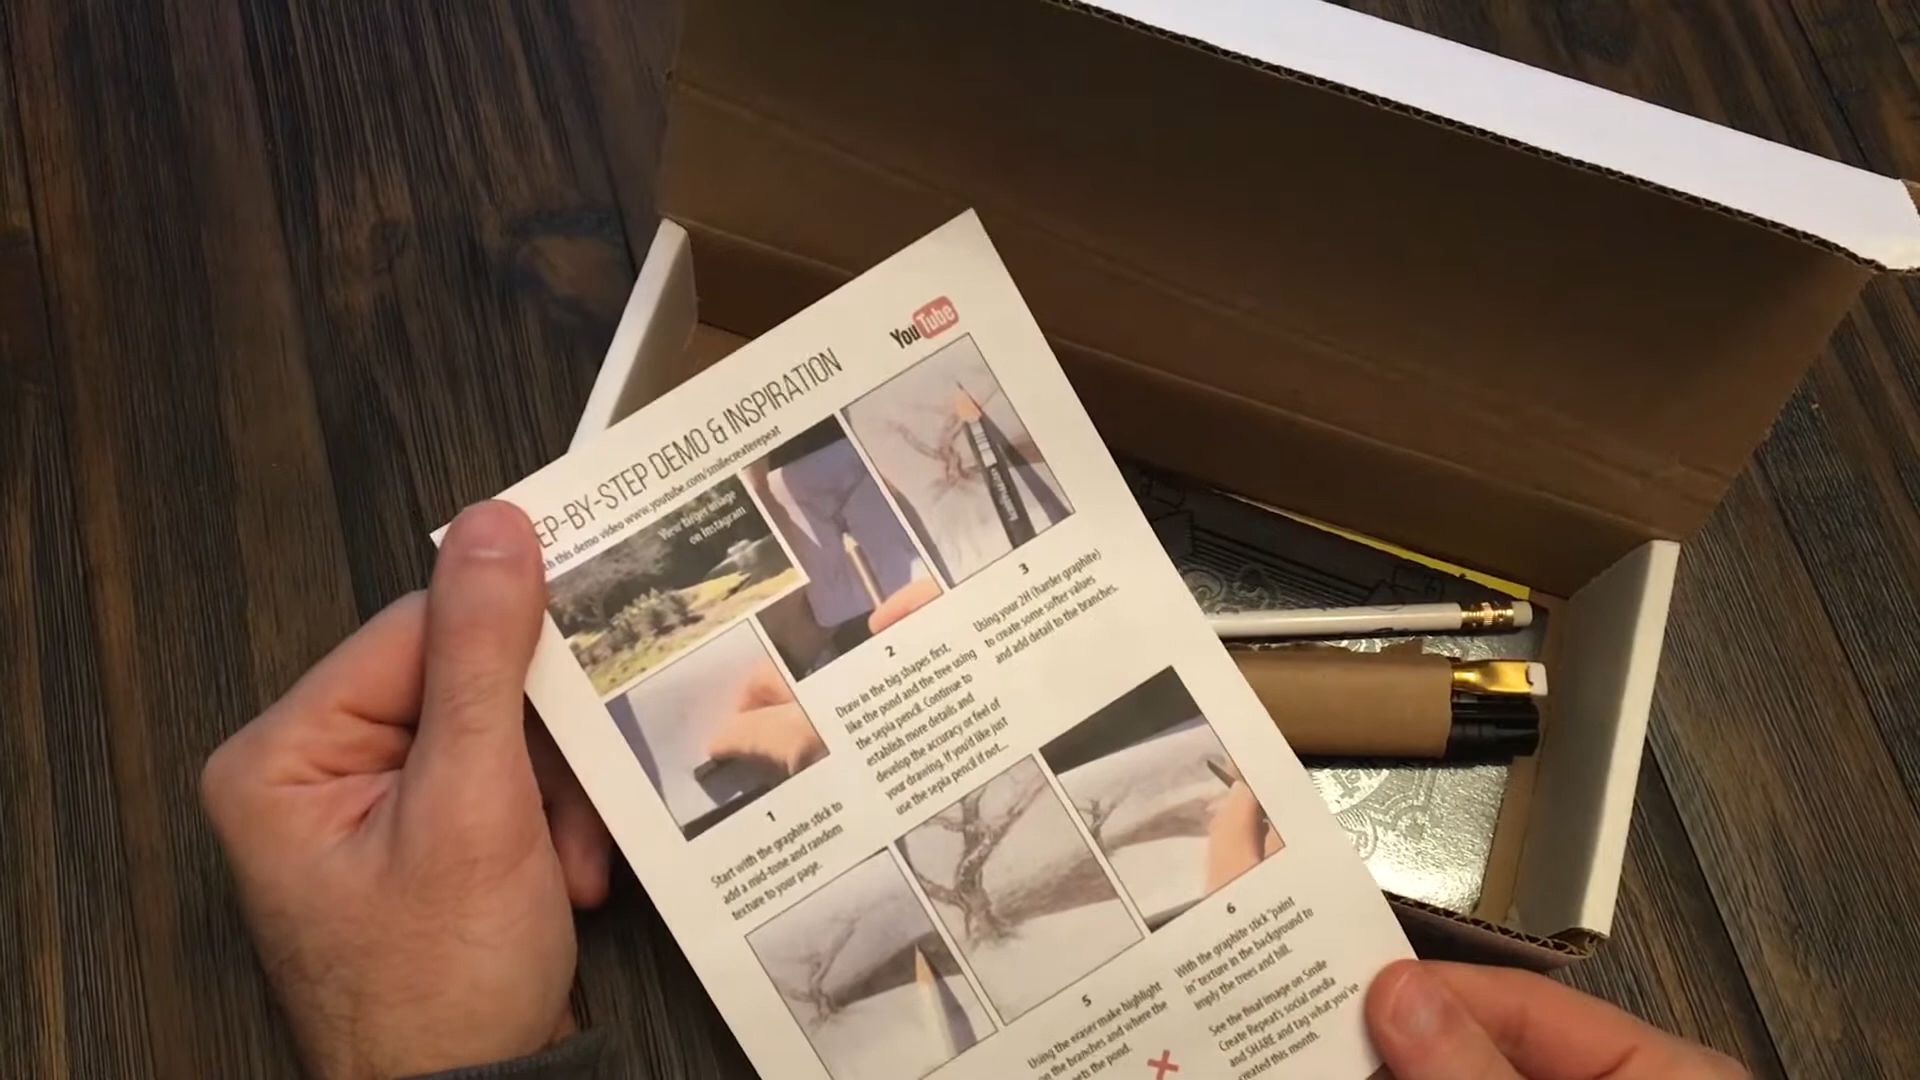 YouTube
EP-BY-STEP DEMO & INSPIRATION
th this demo video www.youtube.com/smilecreaterepeat
View larger image
on Instagram
1
Start with the graphite stick to
add a mid-tone and random
texture to your page.
2
Draw in the big shapes first,
like the pond and the tree using
the sepia pencil. Continue to
establish more details and
develop the accuracy or feel of
your drawing. If you'd like just
use the sepia pencil if not...
3
Using your 2H (harder graphite)
to create some softer values
and add detail to the branches.
5
Using the eraser make highlight
on the branches and where the
ets the pond.
6
With the graphite stick "paint
in" texture in the background to
imply the trees and hill.
See the final image on Smile
Create Repeat's social media
and SHARE and tag what you've
created this month.